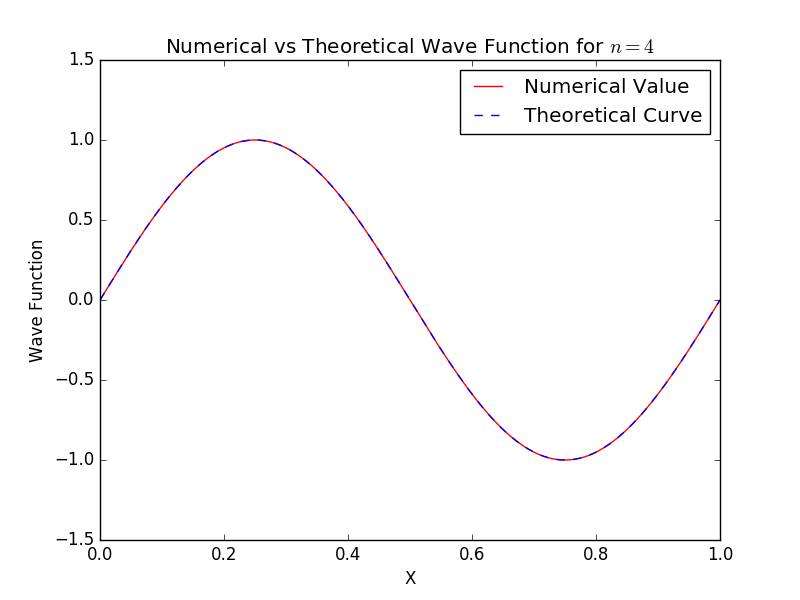 Numerical vs Theoretical Wave Function for n = 4
1.5
1.0
0.5
0.0
−0.5
−1.0
−1.5
Wave Function
Numerical Value
Theoretical Curve
0.0 0.2 0.4 0.6 0.8 1.0
X